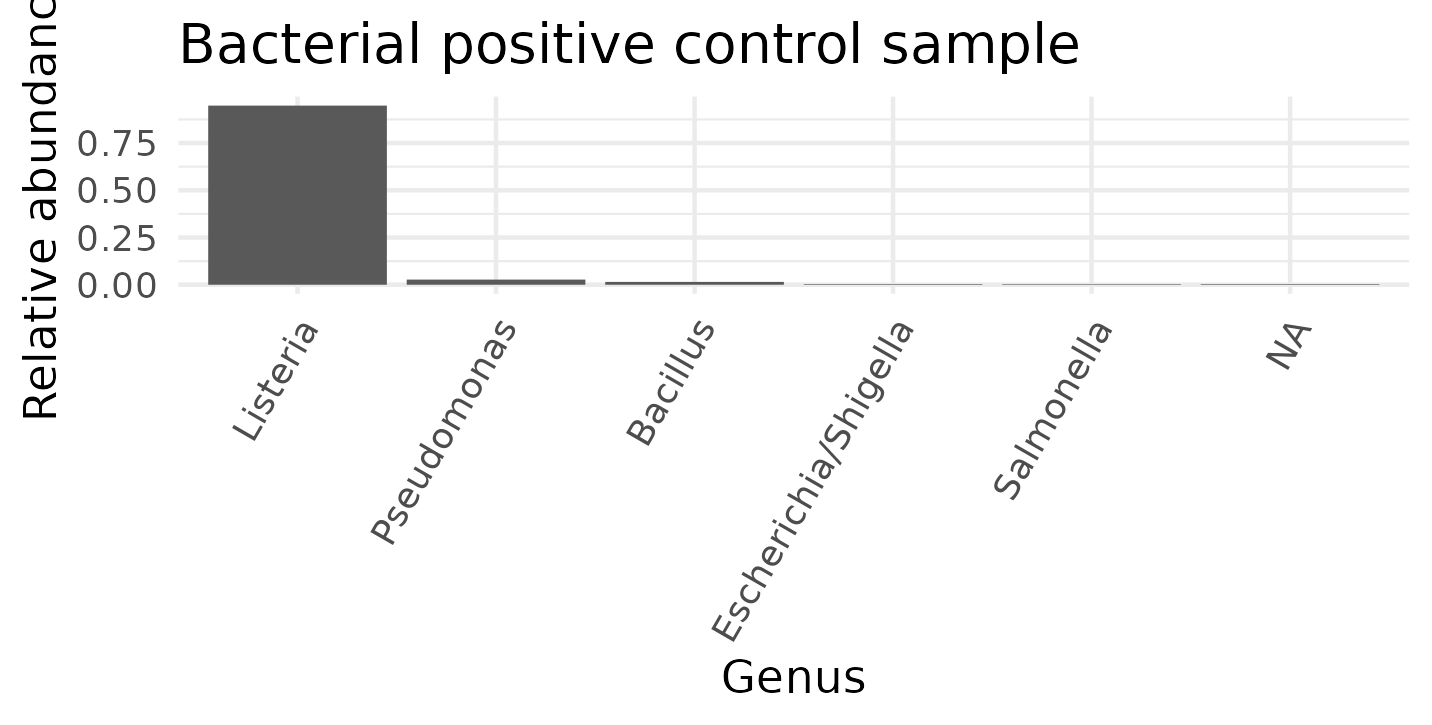 Bacterial positive control sample
Relative abundanc
0.75
0.50
0.25
0.00
Listeria
Pseudomonas
Bacillus
Escherichia/Shigella
Salmonella
NA
Genus